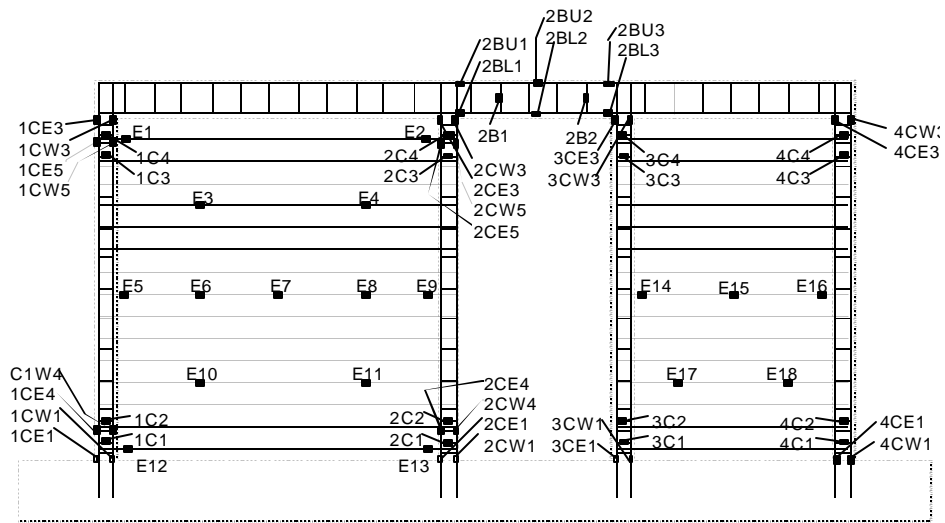 2BU2
2BU1 2BL2 2BU3
2BL1 2BL3
1CE3 E1 E2 2B1 2B2 4CW3
1CW3 1C4 2C4 3CE3 3C4 4C4 4CE3
1CE5 1C3 2C3 2CW3 3CW3 3C3 4C3
1CW5 2CE3
E3 E4 2CW5
2CE5
E5 E6 E7 E8 E9 E14 E15 E16
C1W4 E10 E11 E17 E18
1CE4 2CE4
1CW1 1C2 2C2 2CW4 3CW1 3C2 4C2 4CE1
1CE1 1C1 2C1 2CE1 3CE1 3C1 4C1 4CW1
E12 E13 2CW1